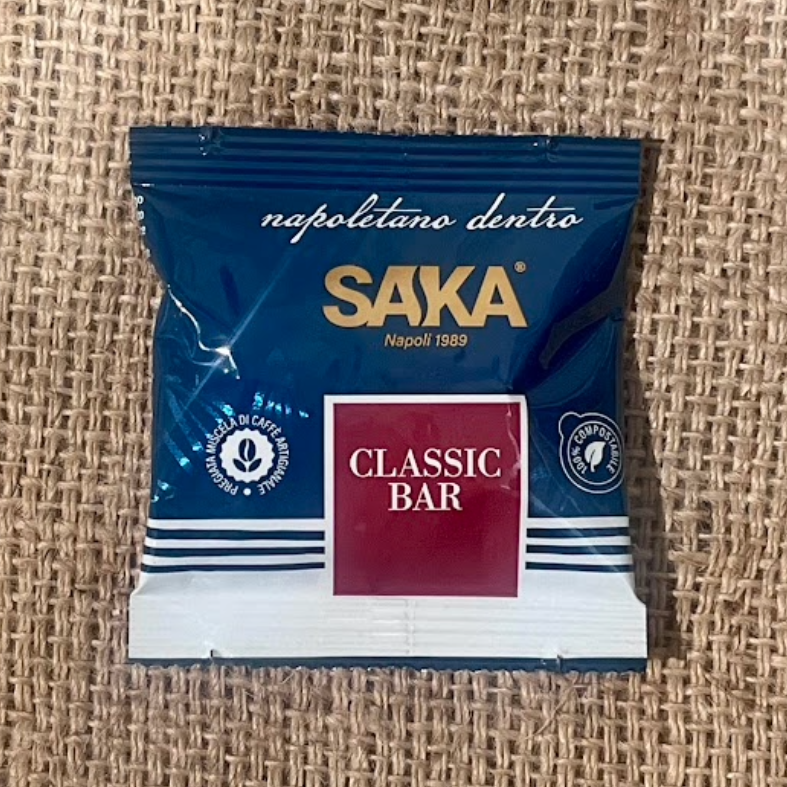 napoletano dentro
SAKA®
Napoli 1989
PREGIATA MISCELA DI CAFFÈ ARTIGIANALE
CLASSIC
BAR
100% COMPOSTABILE